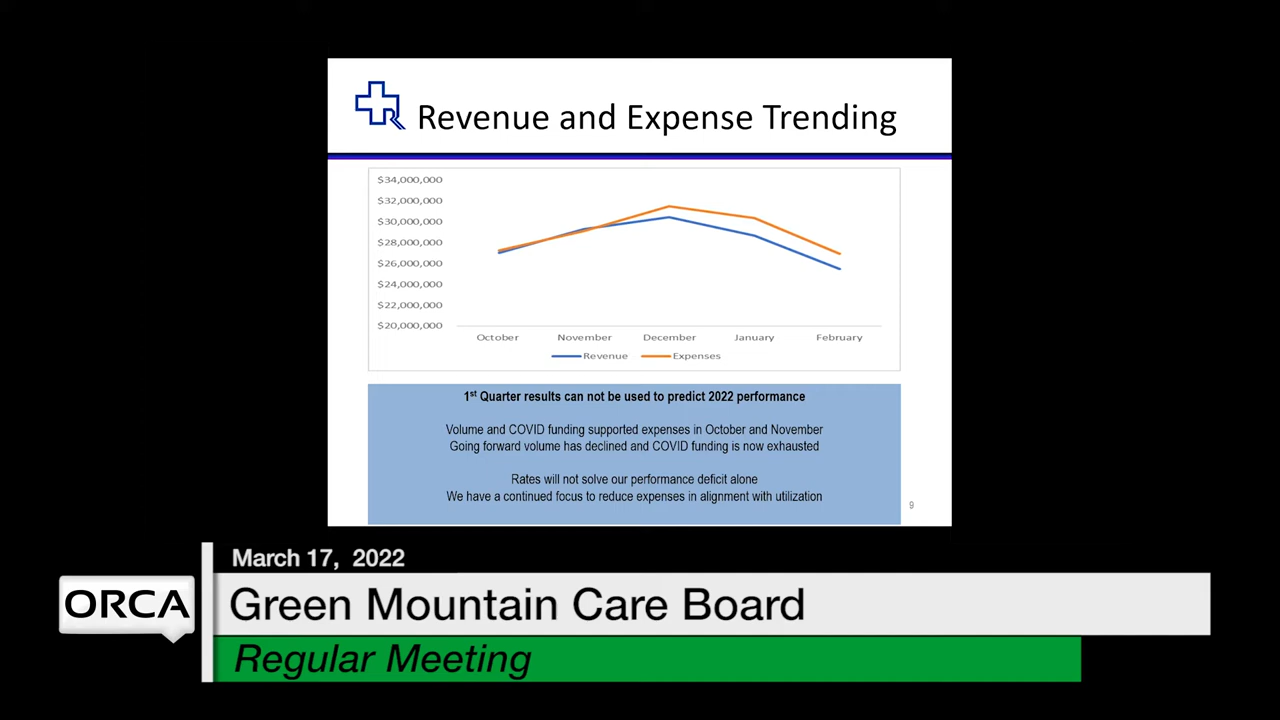 Revenue and Expense Trending
$34,000,000
$32,000,000
$30,000,000
$28,000,000
$26,000,000
$24,000,000
$22,000,000
$20,000,000
October November December January February
Revenue Expenses
1st Quarter results can not be used to predict 2022 performance
Volume and COVID funding supported expenses in October and November
Going forward volume has declined and COVID funding is now exhausted
Rates will not solve our performance deficit alone
We have a continued focus to reduce expenses in alignment with utilization
9
March 17, 2022
ORCA
Green Mountain Care Board
Regular Meeting